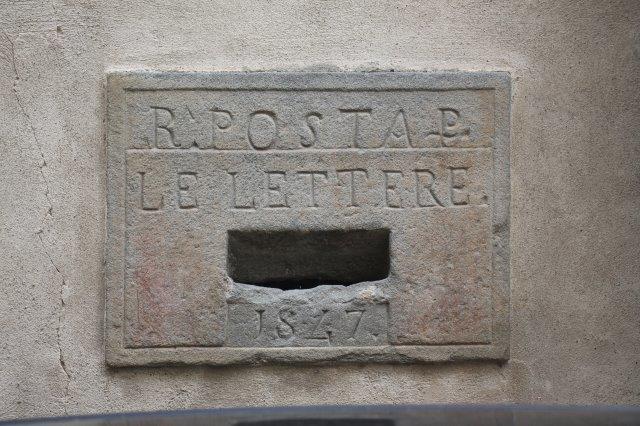 R. POSTA P.
LE LETTERE.
1847.